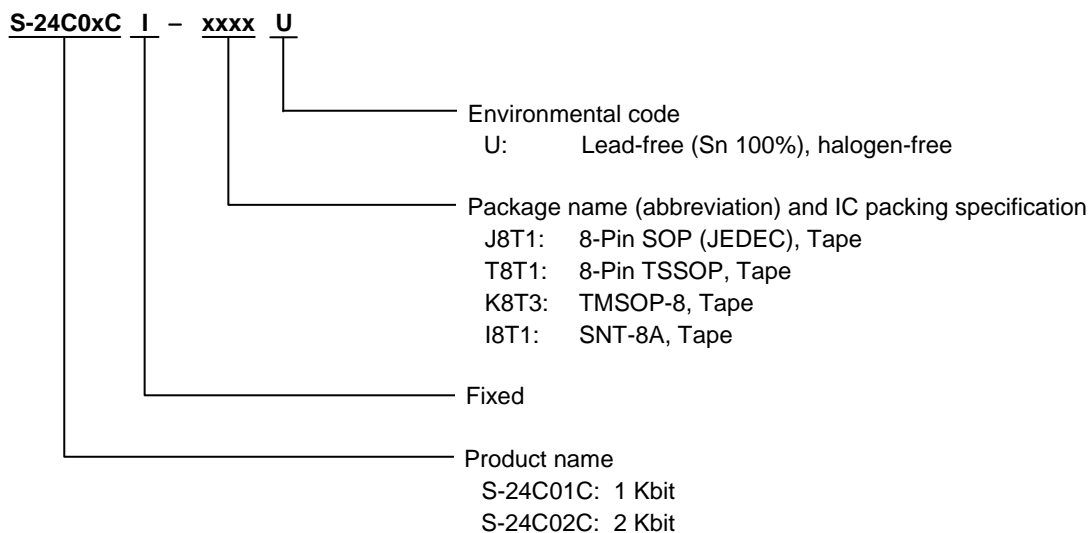 S-24C0xC I – xxxx U
Environmental code
U: Lead-free (Sn 100%), halogen-free
Package name (abbreviation) and IC packing specification
J8T1: 8-Pin SOP (JEDEC), Tape
T8T1: 8-Pin TSSOP, Tape
K8T3: TMSOP-8, Tape
I8T1: SNT-8A, Tape
Fixed
Product name
S-24C01C: 1 Kbit
S-24C02C: 2 Kbit